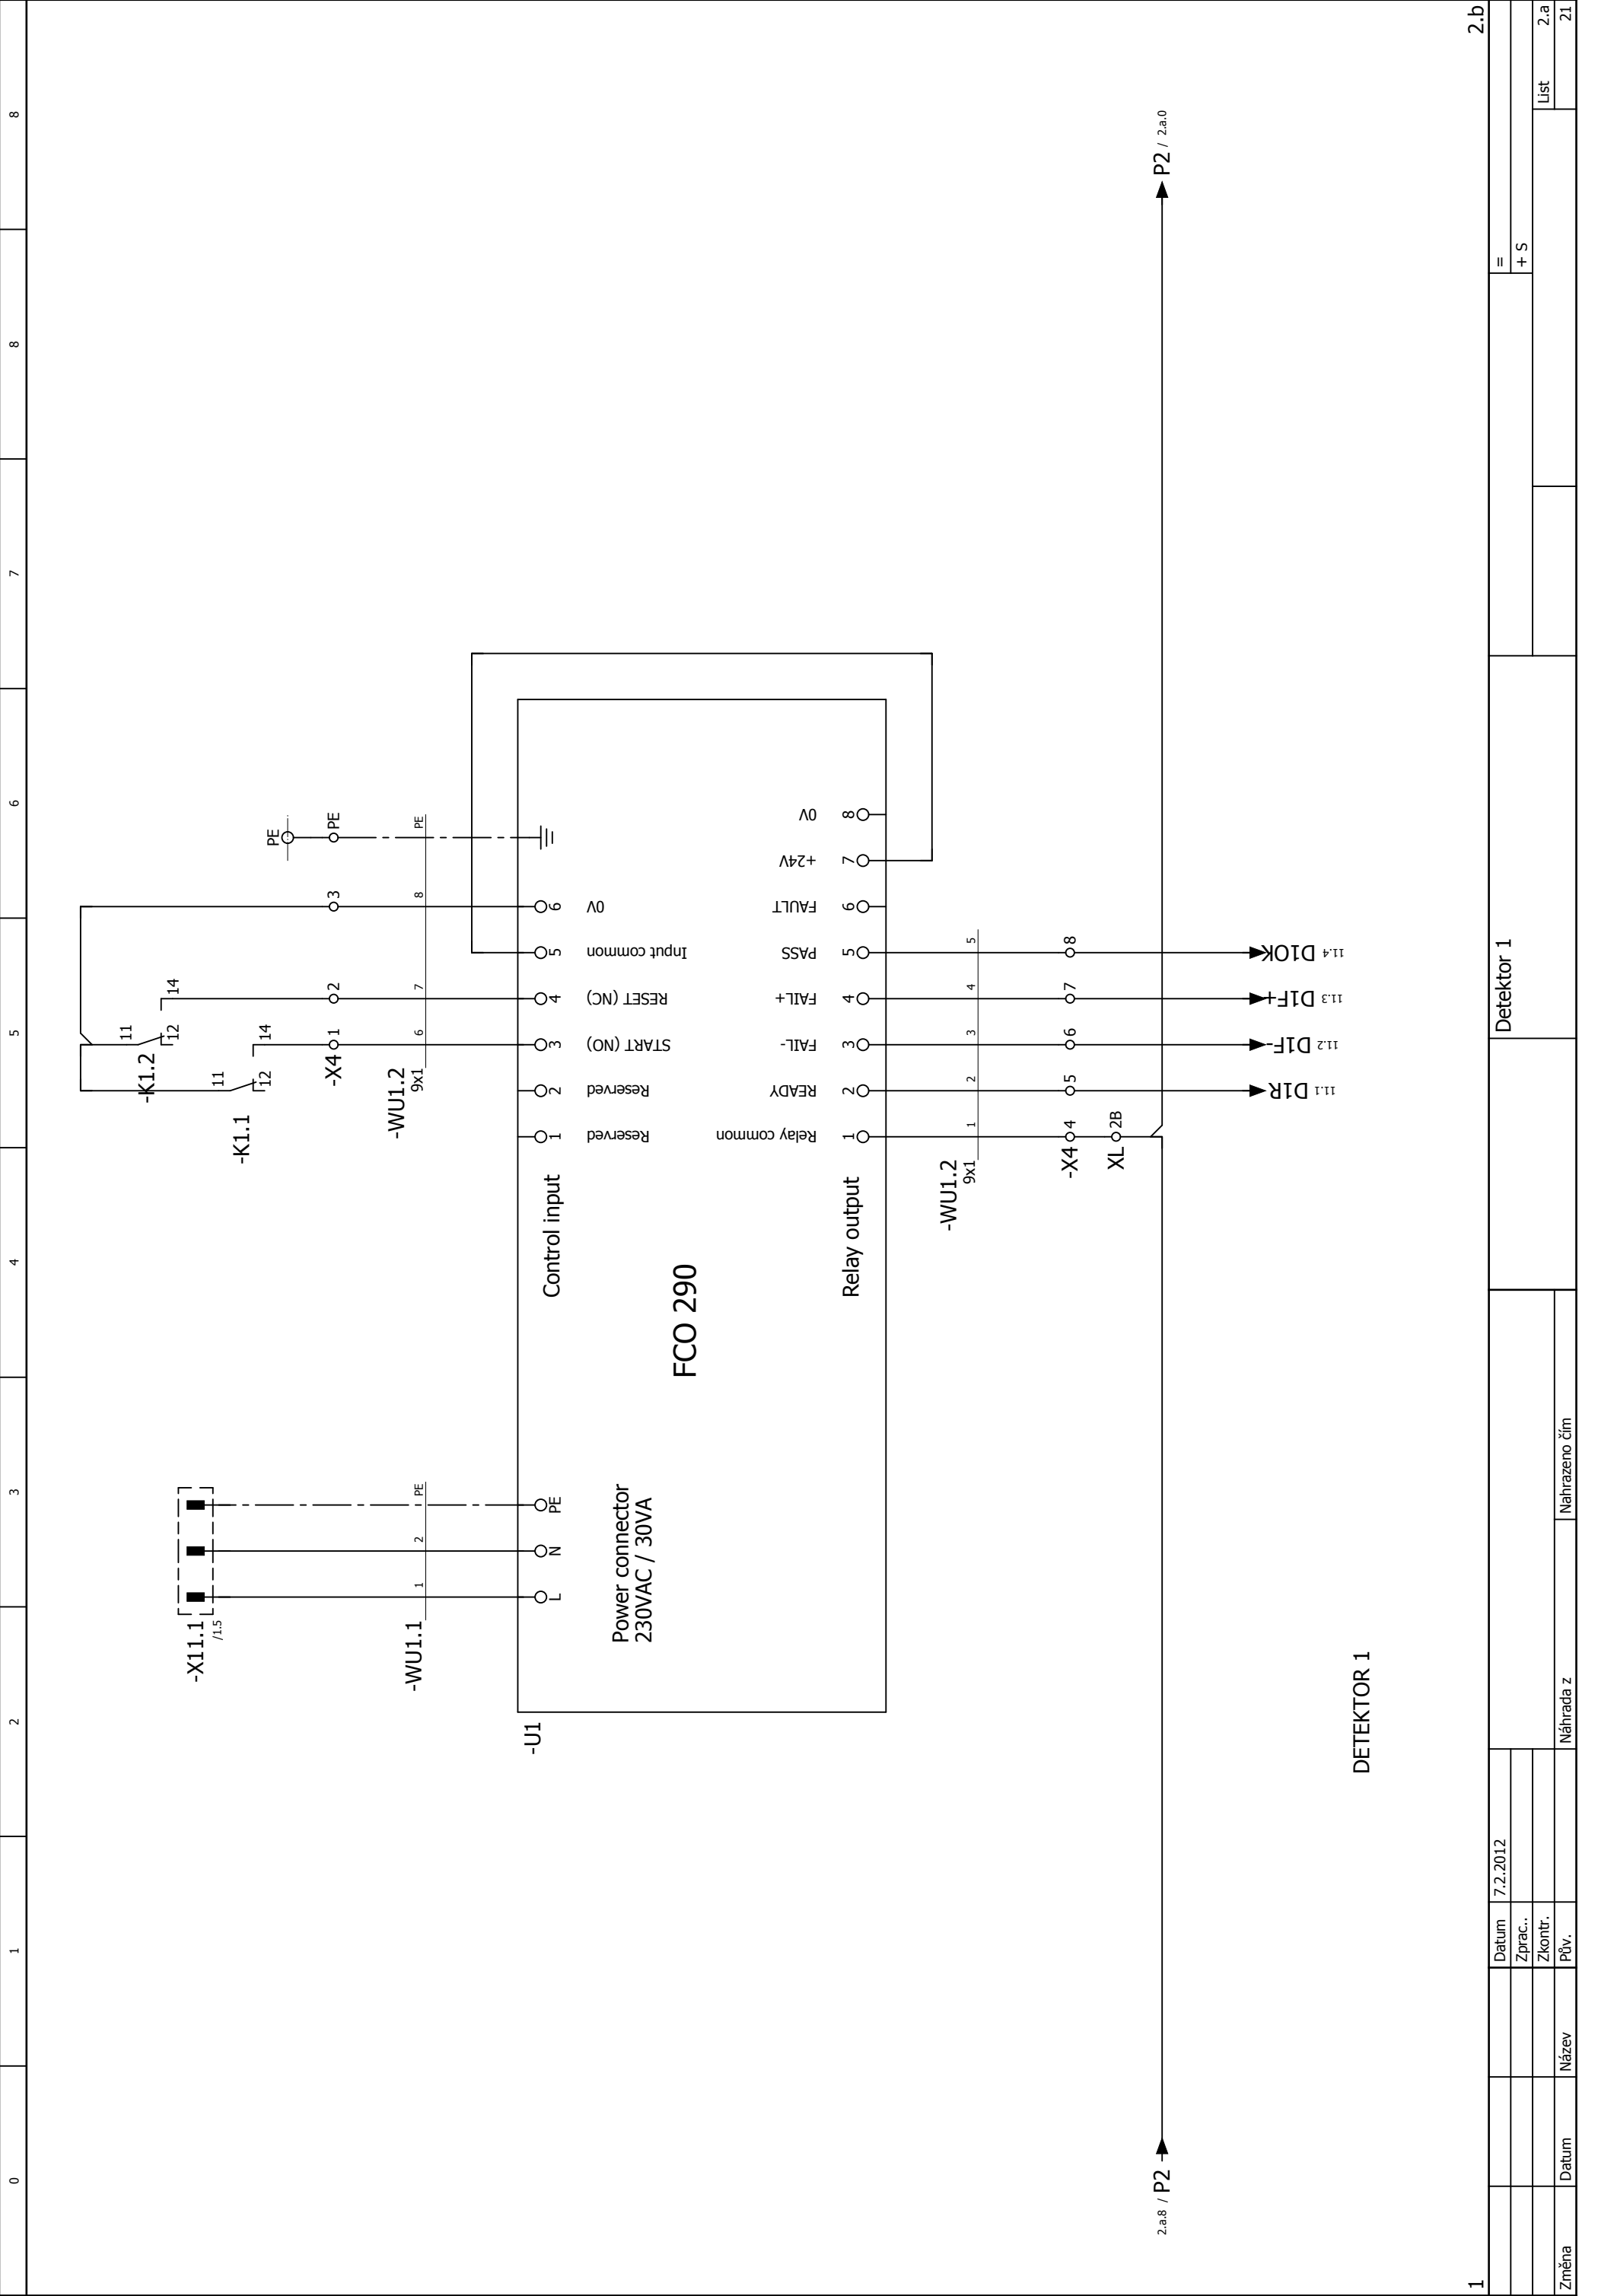 0 1 2 3 4 5 6 7 8 8
-K1.2
11
12
14
-K1.1
11
12
14
-X11.1
/1.5
PE
-X4 1 2 3 PE
-WU1.1
1 2 PE
-WU1.2
9x1
6 7 8 PE
-U1
L N PE
Power connector
230VAC / 30VA
FCO 290
Control input
1 2 3 4 5 6
Reserved
Reserved
START (NO)
RESET (NC)
Input common
0V
Relay output
Relay common
READY
FAIL-
FAIL+
PASS
FAULT
+24V
0V
1 2 3 4 5 6 7 8
-WU1.2
9x1
1 2 3 4 5
-X4 4 5 6 7 8
XL 2B
2.a.8 / P2
P2 / 2.a.0
D1R 11.1
D1F- 11.2
D1F+ 11.3
D1OK 11.4
DETEKTOR 1
1
2.b
Datum 7.2.2012
Detektor 1
=
Zprac..
+ S
Zkontr.
List 2.a
Změna Datum Název Pův. Náhrada z Nahrazeno čím 21